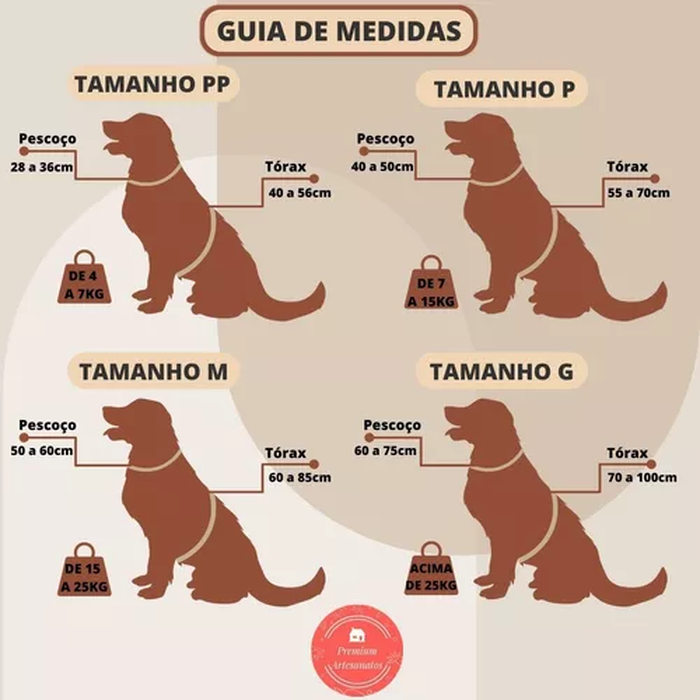 GUIA DE MEDIDAS
TAMANHO PP
Pescoço
28 a 36cm
Tórax
40 a 56cm
DE 4
A 7KG
TAMANHO P
Pescoço
40 a 50cm
Tórax
55 a 70cm
DE 7
A 15KG
TAMANHO M
Pescoço
50 a 60cm
Tórax
60 a 85cm
DE 15
A 25KG
TAMANHO G
Pescoço
60 a 75cm
Tórax
70 a 100cm
ACIMA
DE 25KG
Premium
Artesanatos